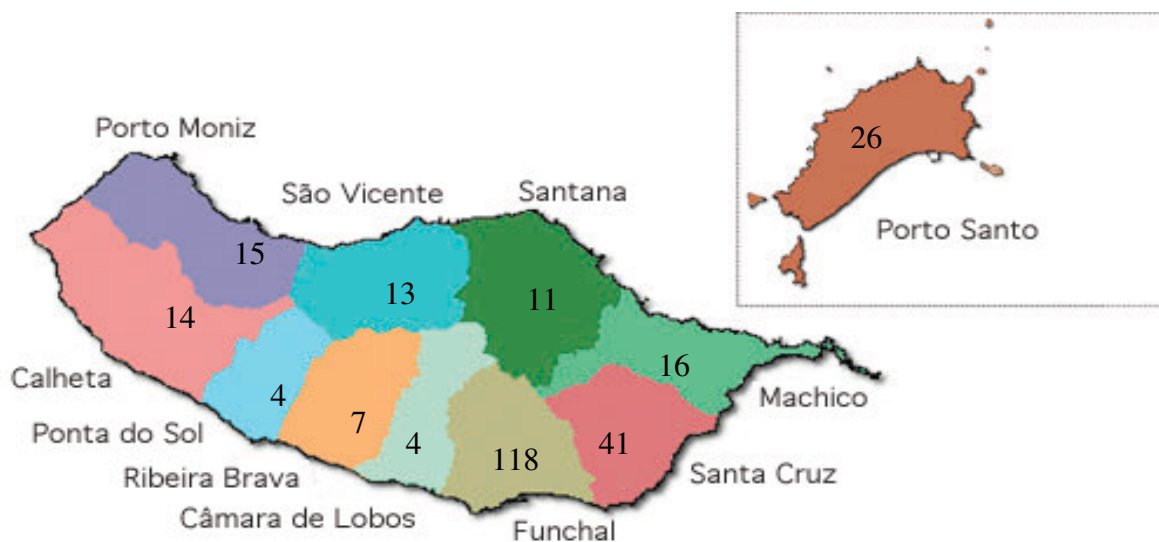 Porto Moniz
São Vicente
Santana
26
Porto Santo
15
13
11
14
16
Calheta
4
Machico
7
Ponta do Sol
4
118
41
Ribeira Brava
Santa Cruz
Câmara de Lobos
Funchal